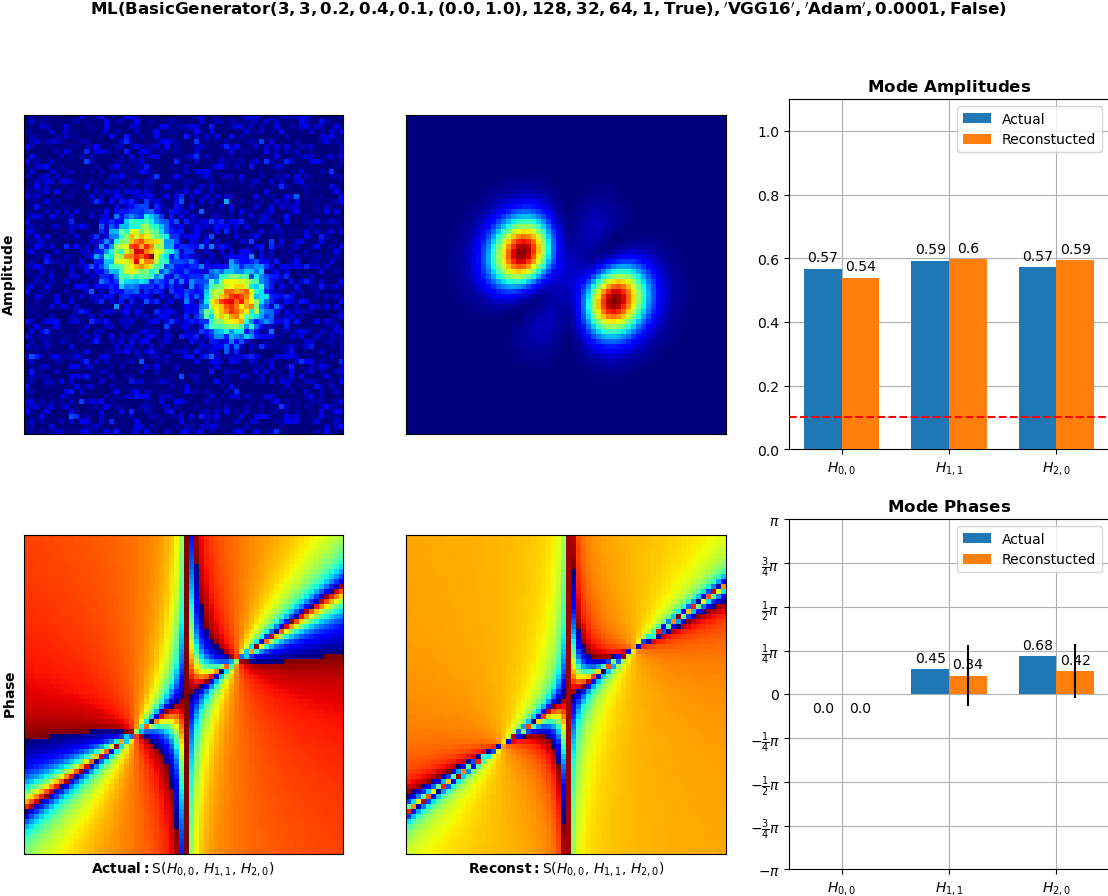 ML(BasicGenerator(3, 3, 0.2, 0.4, 0.1, (0.0, 1.0), 128, 32, 64, 1, True), ′VGG16′, ′Adam′, 0.0001, False)
Amplitude
Mode Amplitudes
Actual
Reconstucted
1.0
0.8
0.6
0.4
0.2
0.0
0.57
0.54
0.59
0.6
0.57
0.59
H0,0
H1,1
H2,0
Phase
Actual: S(H0,0, H1,1, H2,0)
Reconst: S(H0,0, H1,1, H2,0)
Mode Phases
Actual
Reconstucted
π
3/4π
1/2π
1/4π
0
−1/4π
−1/2π
−3/4π
−π
0.0
0.0
0.45
0.34
0.68
0.42
H0,0
H1,1
H2,0